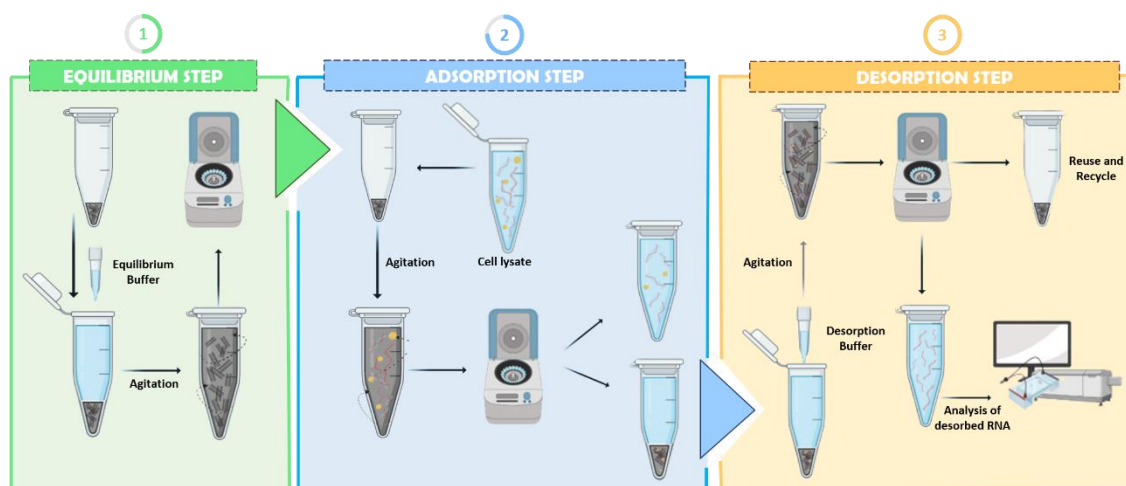 1
EQUILIBRIUM STEP
Equilibrium
Buffer
Agitation
2
ADSORPTION STEP
Cell lysate
Agitation
3
DESORPTION STEP
Reuse and
Recycle
Agitation
Desorption
Buffer
Analysis of
desorbed RNA